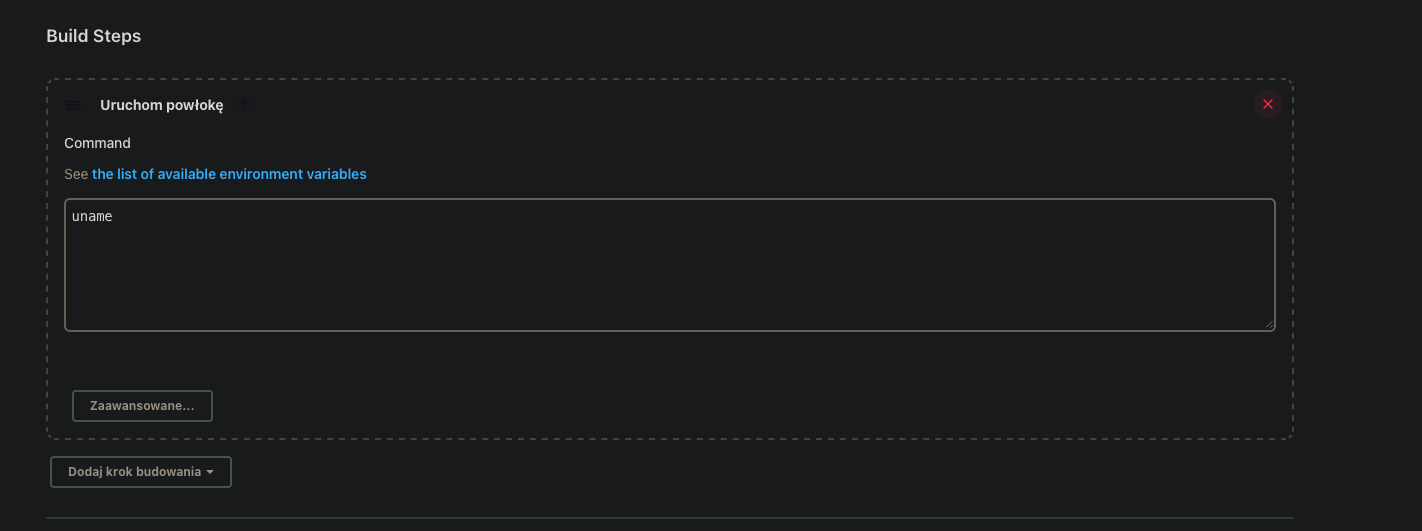 Build Steps
Uruchom powłokę ?
Command
See the list of available environment variables
uname
Zaawansowane...
Dodaj krok budowania